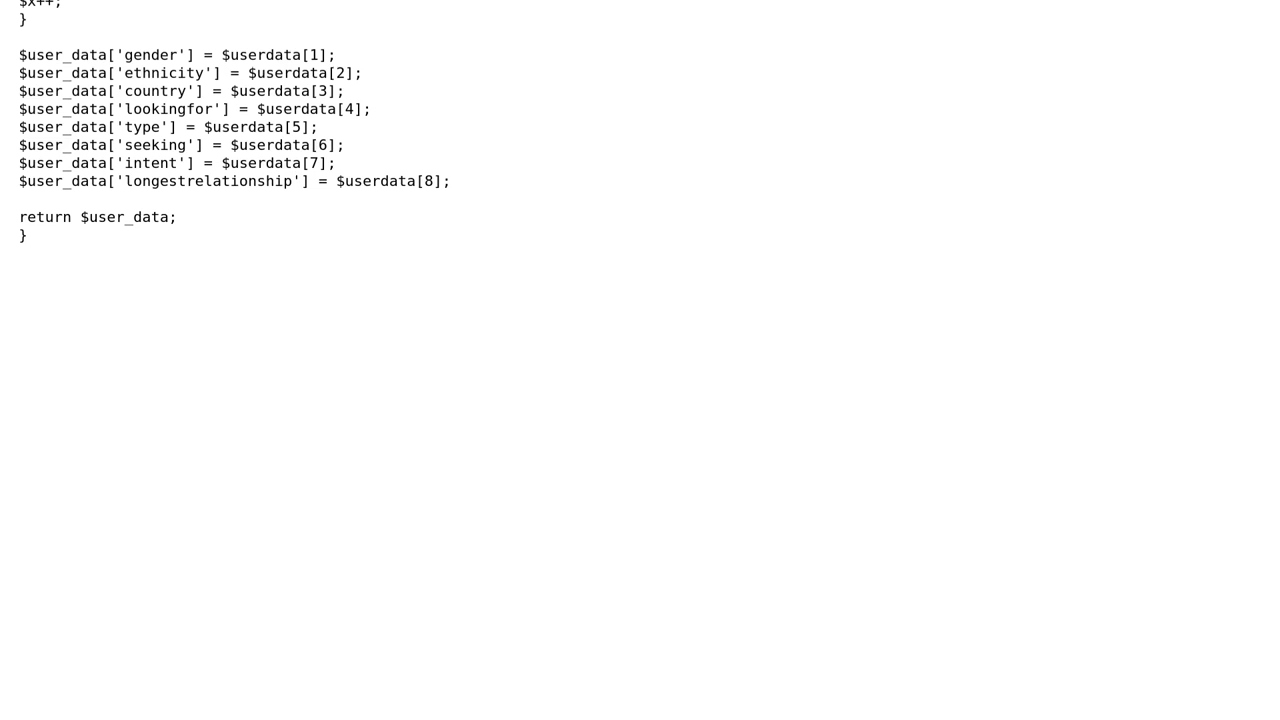 $x++;
}

$user_data['gender'] = $userdata[1];
$user_data['ethnicity'] = $userdata[2];
$user_data['country'] = $userdata[3];
$user_data['lookingfor'] = $userdata[4];
$user_data['type'] = $userdata[5];
$user_data['seeking'] = $userdata[6];
$user_data['intent'] = $userdata[7];
$user_data['longestrelationship'] = $userdata[8];

return $user_data;
}